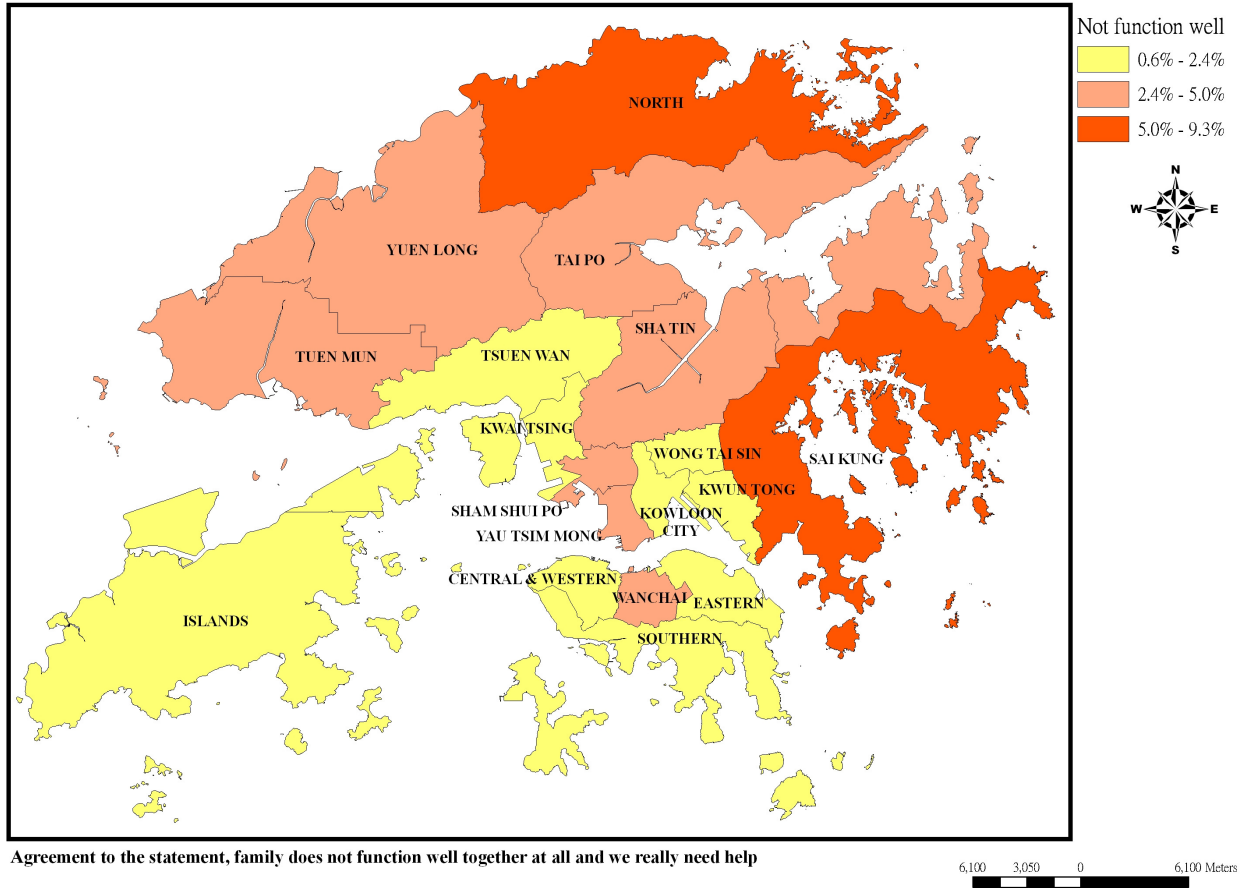 Not function well
0.6% - 2.4%
2.4% - 5.0%
5.0% - 9.3%
N
W E
S
NORTH
YUEN LONG
TAI PO
SHA TIN
TUEN MUN
TSUEN WAN
KWAI TSING
WONG TAI SIN
SAI KUNG
KWUN TONG
SHAM SHUI PO
KOWLOON
CITY
YAU TSIM MONG
CENTRAL & WESTERN
WANCHAI
EASTERN
ISLANDS
SOUTHERN
Agreement to the statement, family does not function well together at all and we really need help
6,100 3,050 0 6,100 Meters